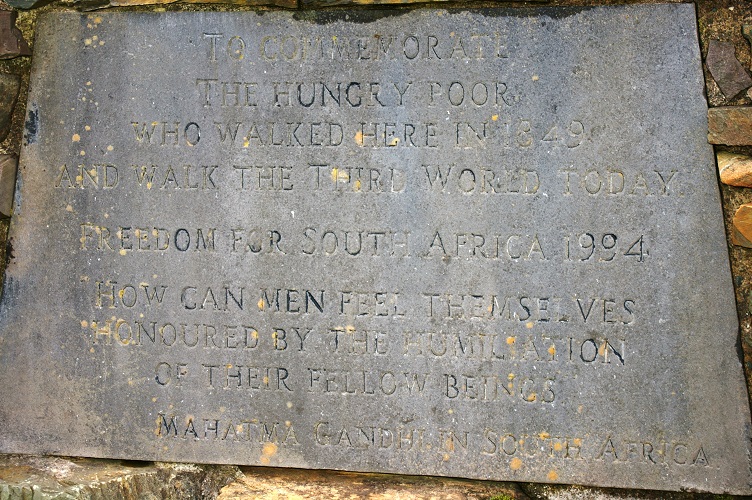 TO COMMEMORATE
THE HUNGRY POOR
WHO WALKED HERE IN 1849
AND WALK THE THIRD WORLD TODAY
FREEDOM FOR SOUTH AFRICA 1994
HOW CAN MEN FEEL THEMSELVES
HONOURED BY THE HUMILIATION
OF THEIR FELLOW BEINGS
MAHATMA GANDHI IN SOUTH AFRICA